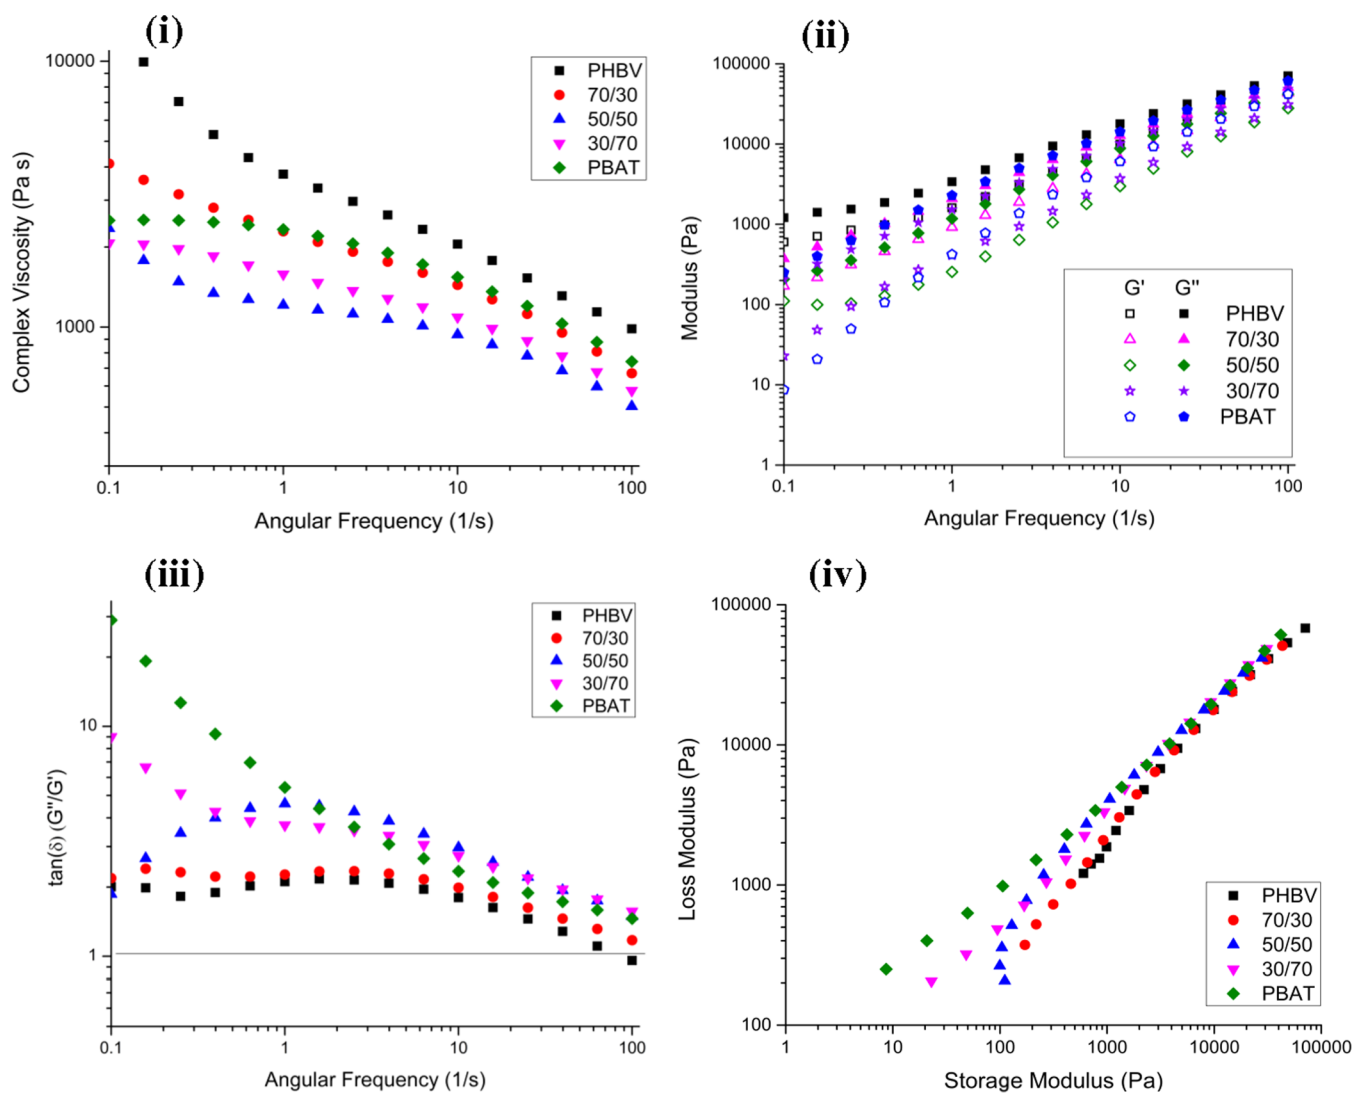 (i)
10000
1000
Complex Viscosity (Pa s)
0.1
1
10
100
Angular Frequency (1/s)
PHBV
70/30
50/50
30/70
PBAT
(ii)
100000
10000
1000
100
10
1
Modulus (Pa)
0.1
1
10
100
Angular Frequency (1/s)
G' G"
PHBV
70/30
50/50
30/70
PBAT
(iii)
10
1
tan(δ) (G"/G')
0.1
1
10
100
Angular Frequency (1/s)
PHBV
70/30
50/50
30/70
PBAT
(iv)
100000
10000
1000
100
Loss Modulus (Pa)
1
10
100
1000
10000
100000
Storage Modulus (Pa)
PHBV
70/30
50/50
30/70
PBAT